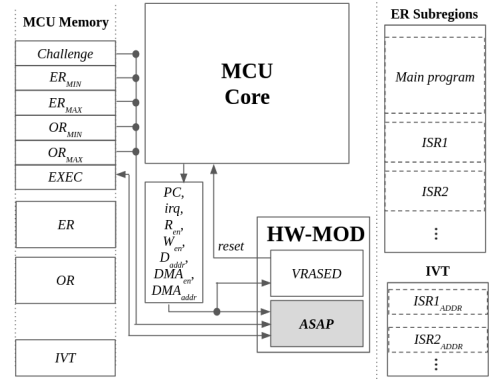 MCU Memory
Challenge
ER_MIN
ER_MAX
OR_MIN
OR_MAX
EXEC
ER
OR
IVT
MCU
Core
PC,
irq,
R_en,
W_en,
D_addr,
DMA_en,
DMA_addr
reset
HW-MOD
VRASED
ASAP
ER Subregions
Main program
ISR1
ISR2
⋮
IVT
ISR1_ADDR
ISR2_ADDR
⋮